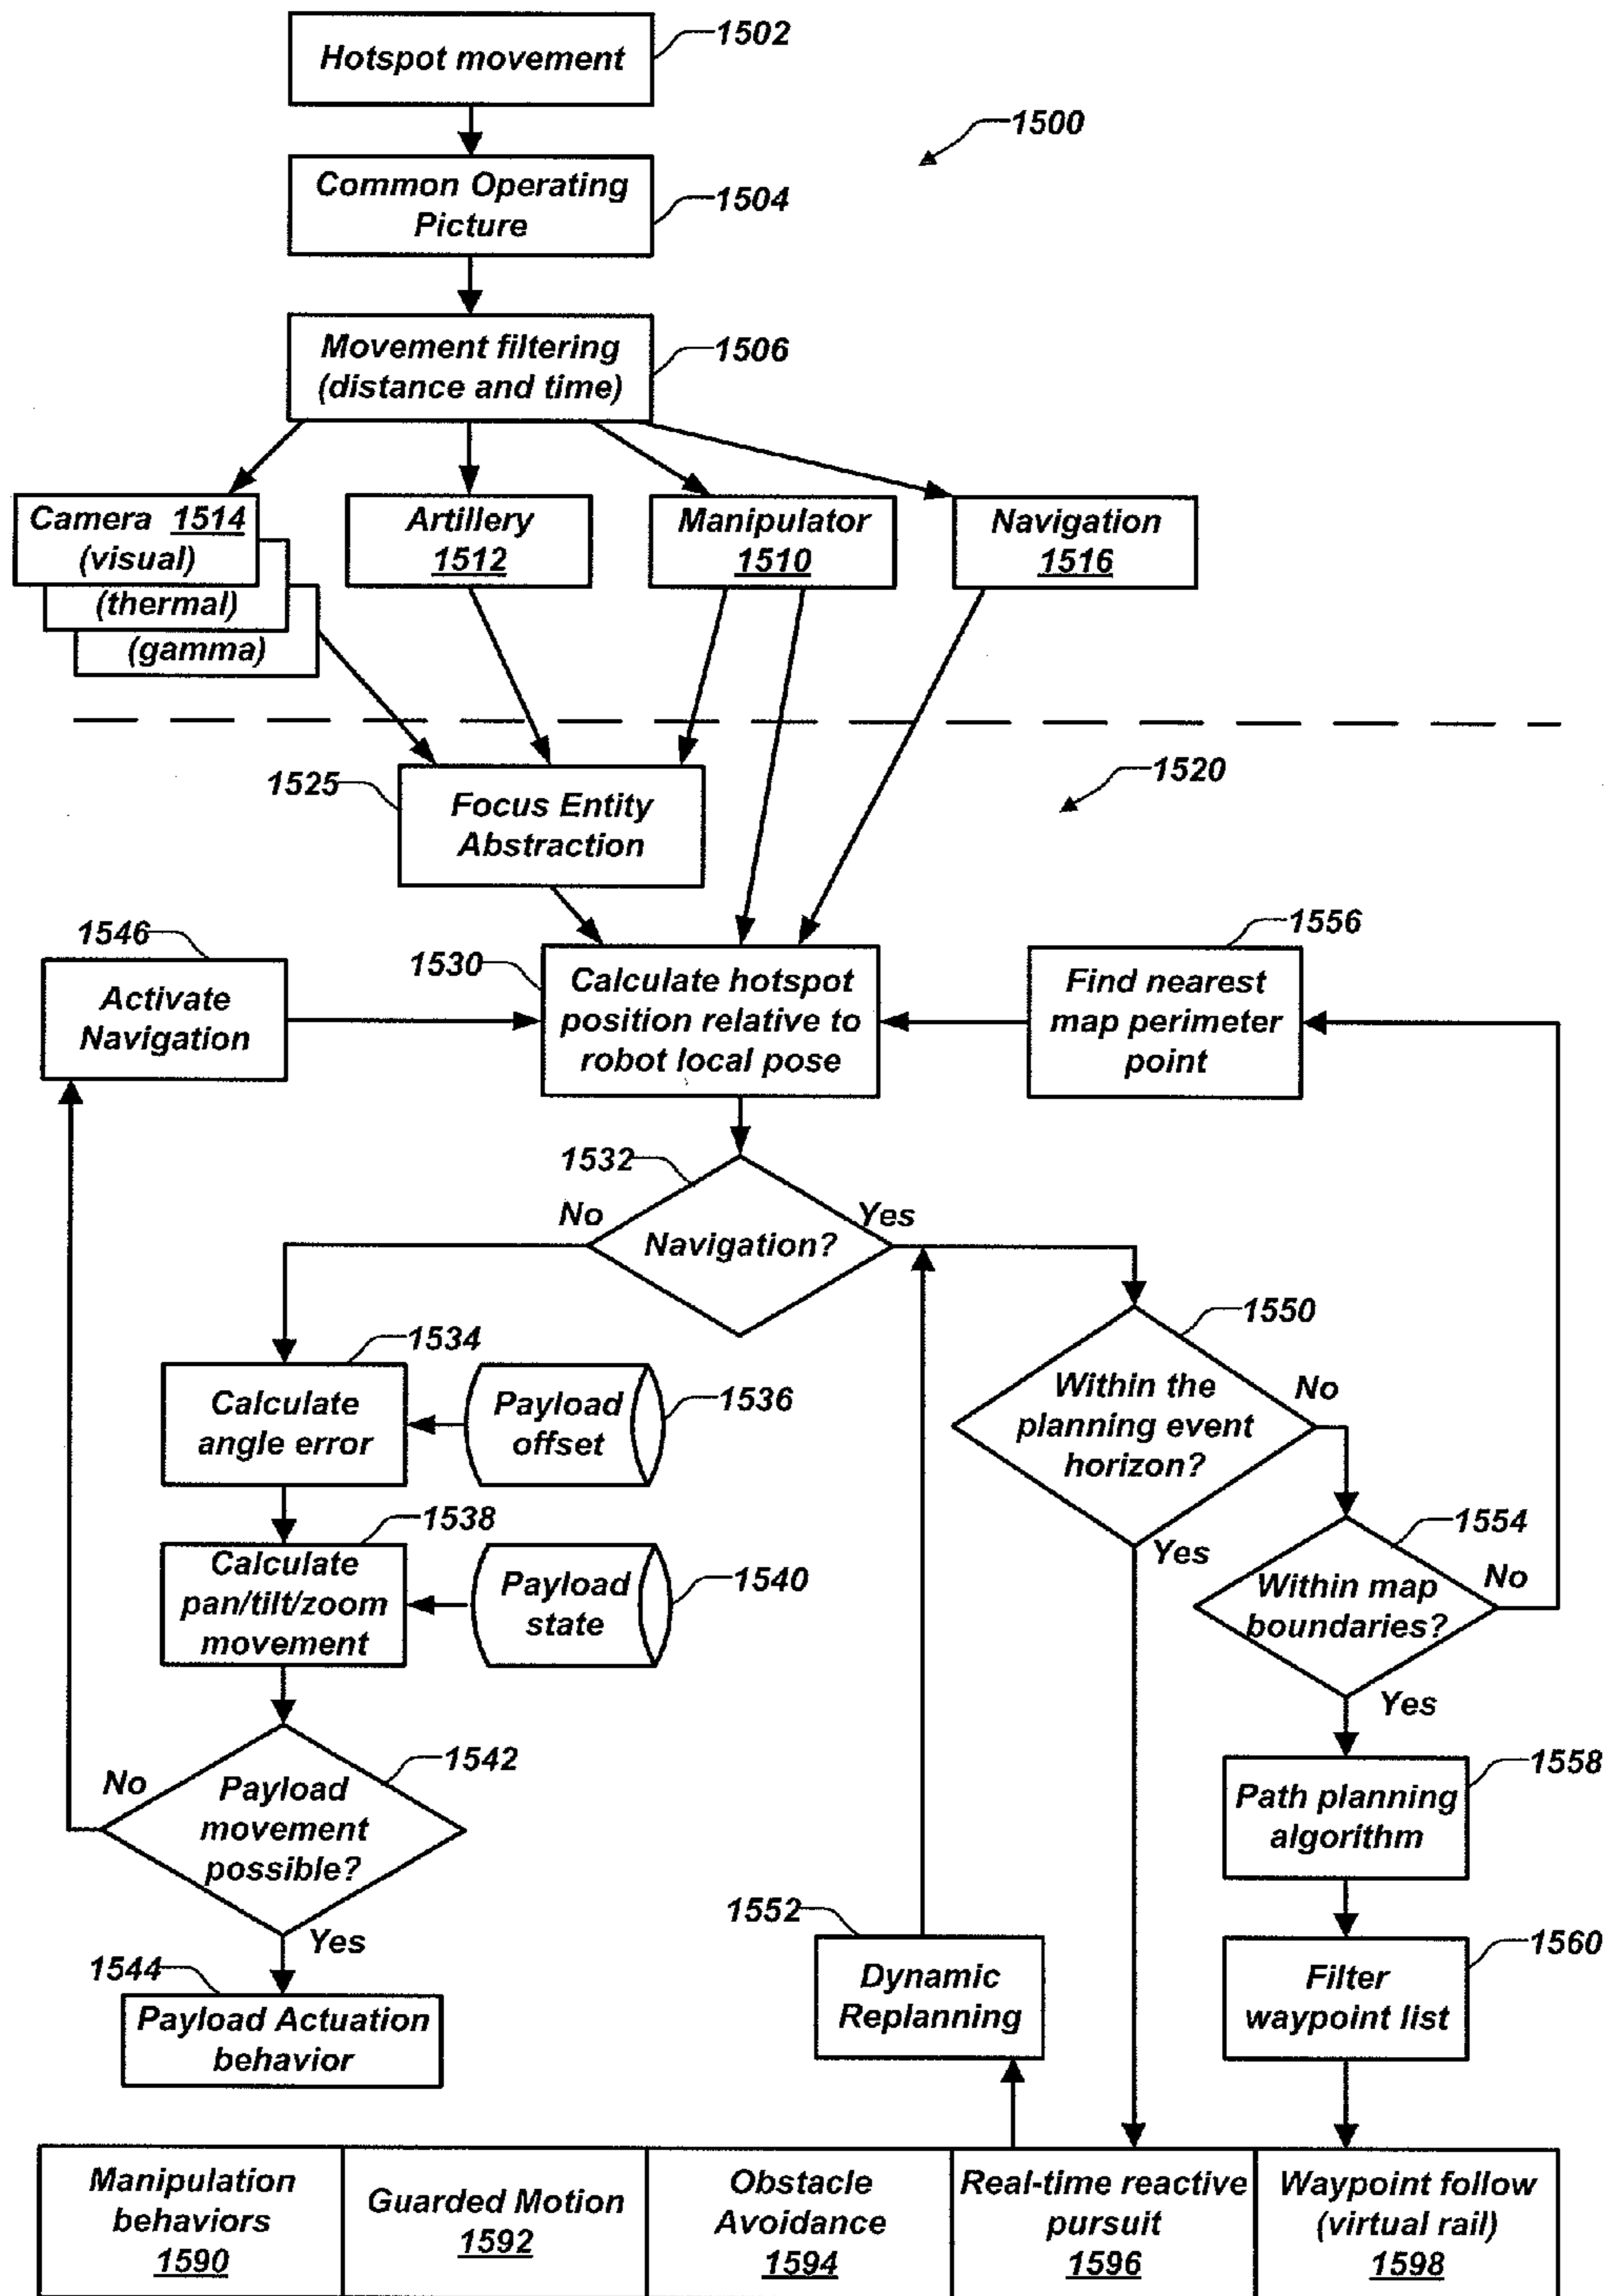 Hotspot movement
1502
1500
Common Operating
Picture
1504
Movement filtering
(distance and time)
1506
Camera 1514
(visual)
(thermal)
(gamma)
Artillery
1512
Manipulator
1510
Navigation
1516
1520
1525
Focus Entity
Abstraction
1546
Activate
Navigation
1530
Calculate hotspot
position relative to
robot local pose
1556
Find nearest
map perimeter
point
1532
No
Yes
Navigation?
1534
Calculate
angle error
Payload
offset
1536
1550
Within the
planning event
horizon?
No
Yes
1538
Calculate
pan/tilt/zoom
movement
Payload
state
1540
1554
Within map
boundaries?
No
Yes
1542
No
Payload
movement
possible?
Yes
1558
Path planning
algorithm
1552
Dynamic
Replanning
1560
Filter
waypoint list
1544
Payload Actuation
behavior
Manipulation
behaviors
1590
Guarded Motion
1592
Obstacle
Avoidance
1594
Real-time reactive
pursuit
1596
Waypoint follow
(virtual rail)
1598